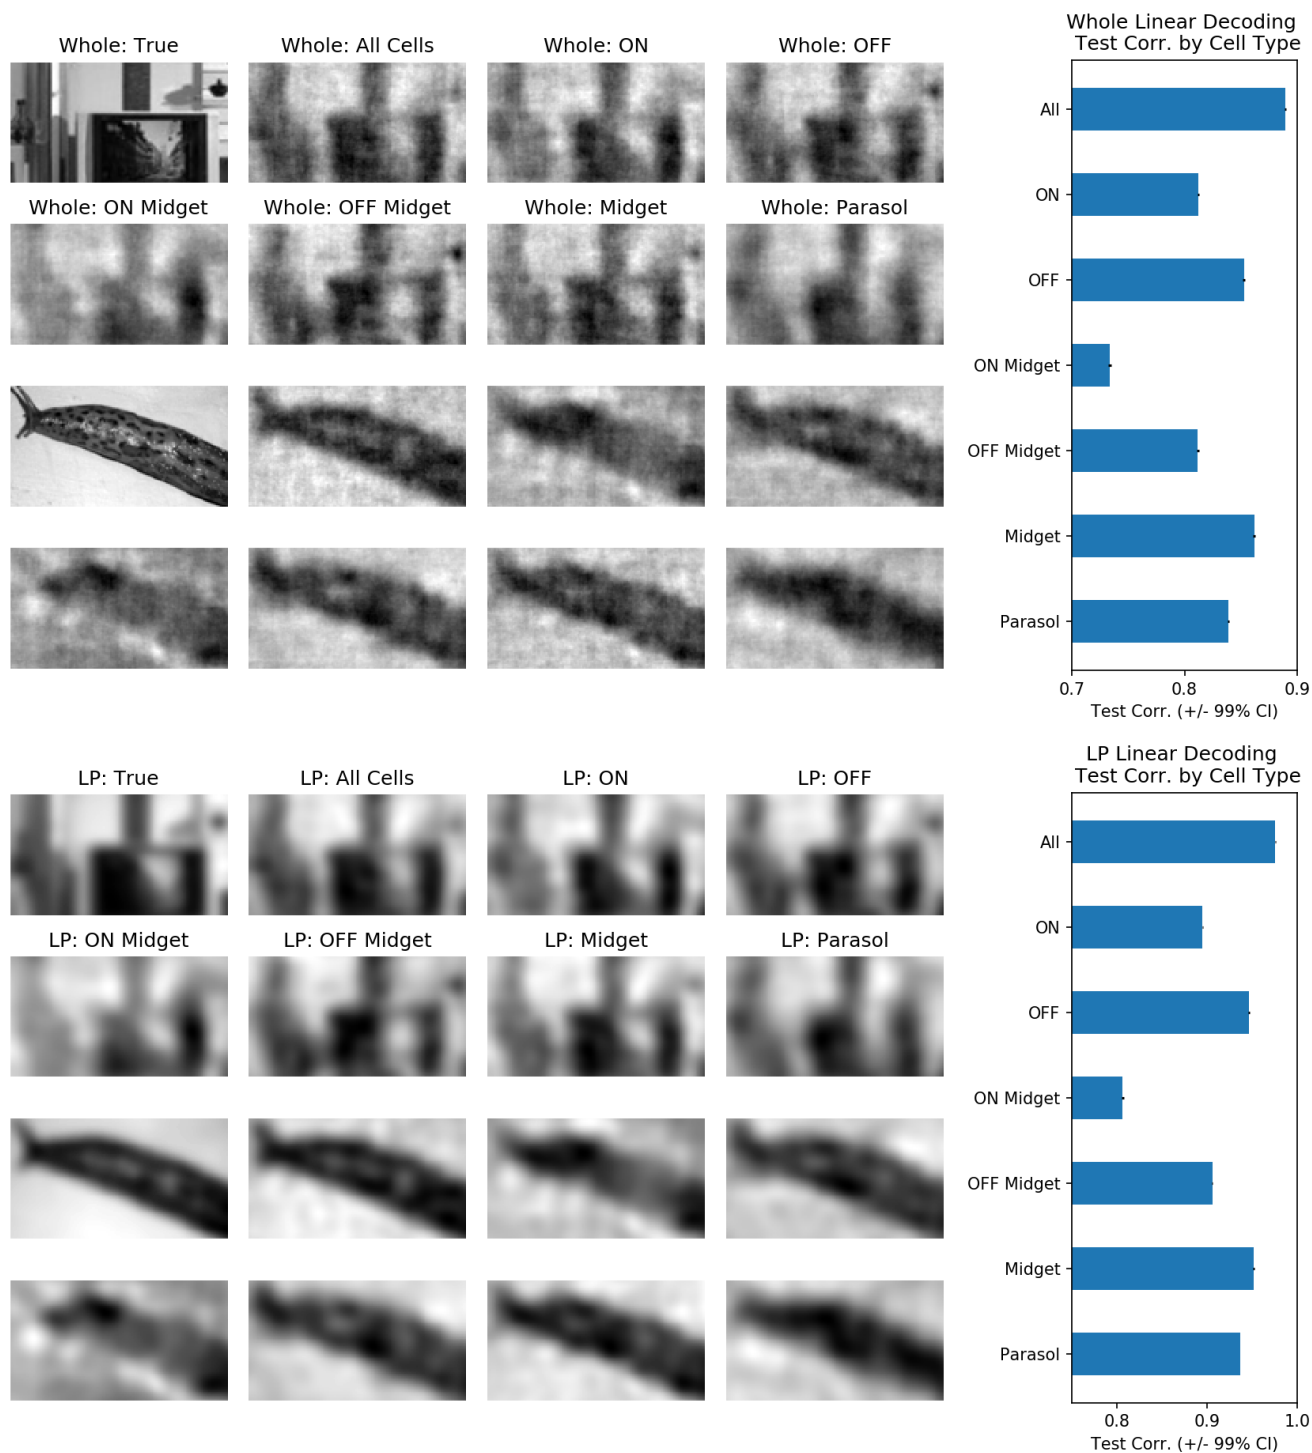 Whole: True
Whole: All Cells
Whole: ON
Whole: OFF
Whole: ON Midget
Whole: OFF Midget
Whole: Midget
Whole: Parasol
Whole Linear Decoding
Test Corr. by Cell Type
All
ON
OFF
ON Midget
OFF Midget
Midget
Parasol
0.7
0.8
0.9
Test Corr. (+/- 99% CI)
LP: True
LP: All Cells
LP: ON
LP: OFF
LP: ON Midget
LP: OFF Midget
LP: Midget
LP: Parasol
LP Linear Decoding
Test Corr. by Cell Type
All
ON
OFF
ON Midget
OFF Midget
Midget
Parasol
0.8
0.9
1.0
Test Corr. (+/- 99% CI)